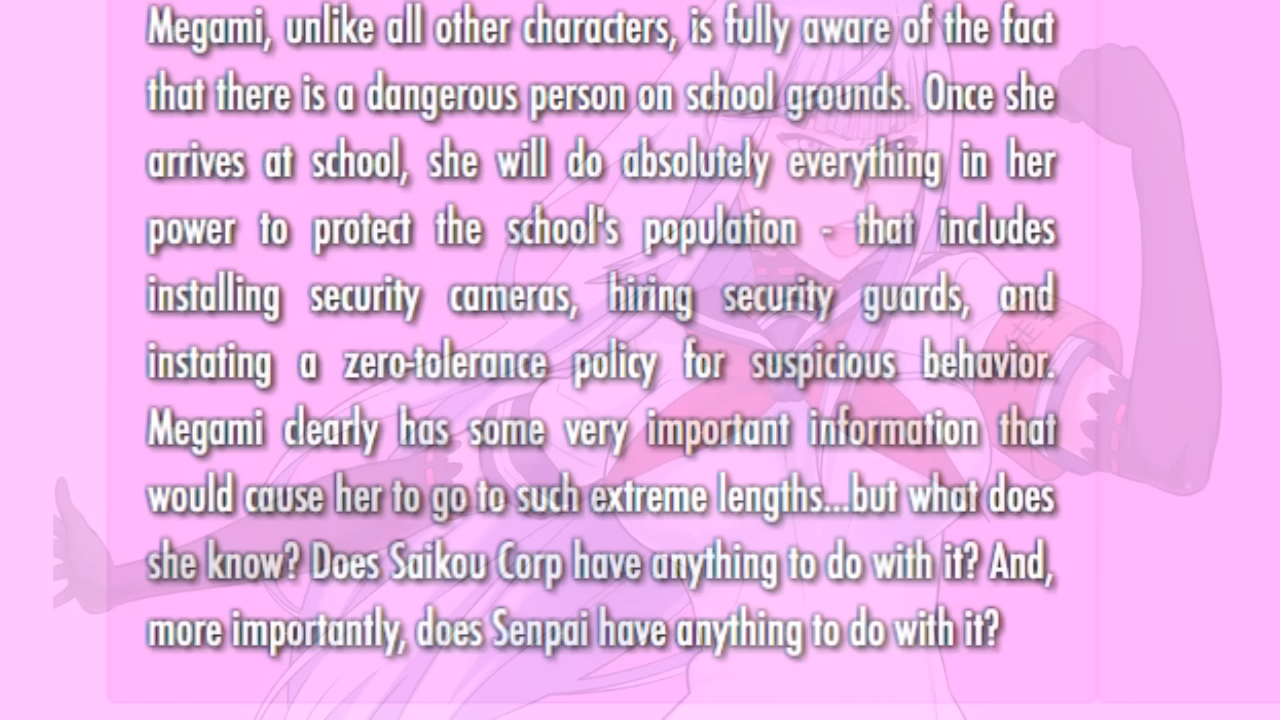 Megami, unlike all other characters, is fully aware of the fact
that there is a dangerous person on school grounds. Once she
arrives at school, she will do absolutely everything in her
power to protect the school's population - that includes
installing security cameras, hiring security guards, and
instating a zero-tolerance policy for suspicious behavior.
Megami clearly has some very important information that
would cause her to go to such extreme lengths...but what does
she know? Does Saikou Corp have anything to do with it? And,
more importantly, does Senpai have anything to do with it?